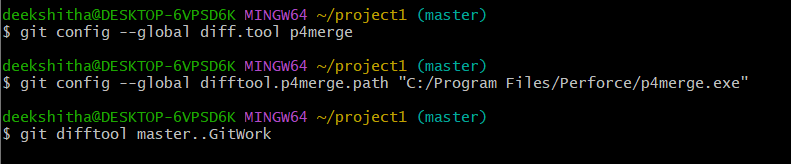 deekshitha@DESKTOP-6VPSD6K MINGW64 ~/project1 (master)
$ git config --global diff.tool p4merge
deekshitha@DESKTOP-6VPSD6K MINGW64 ~/project1 (master)
$ git config --global difftool.p4merge.path "C:/Program Files/Perforce/p4merge.exe"
deekshitha@DESKTOP-6VPSD6K MINGW64 ~/project1 (master)
$ git difftool master..GitWork